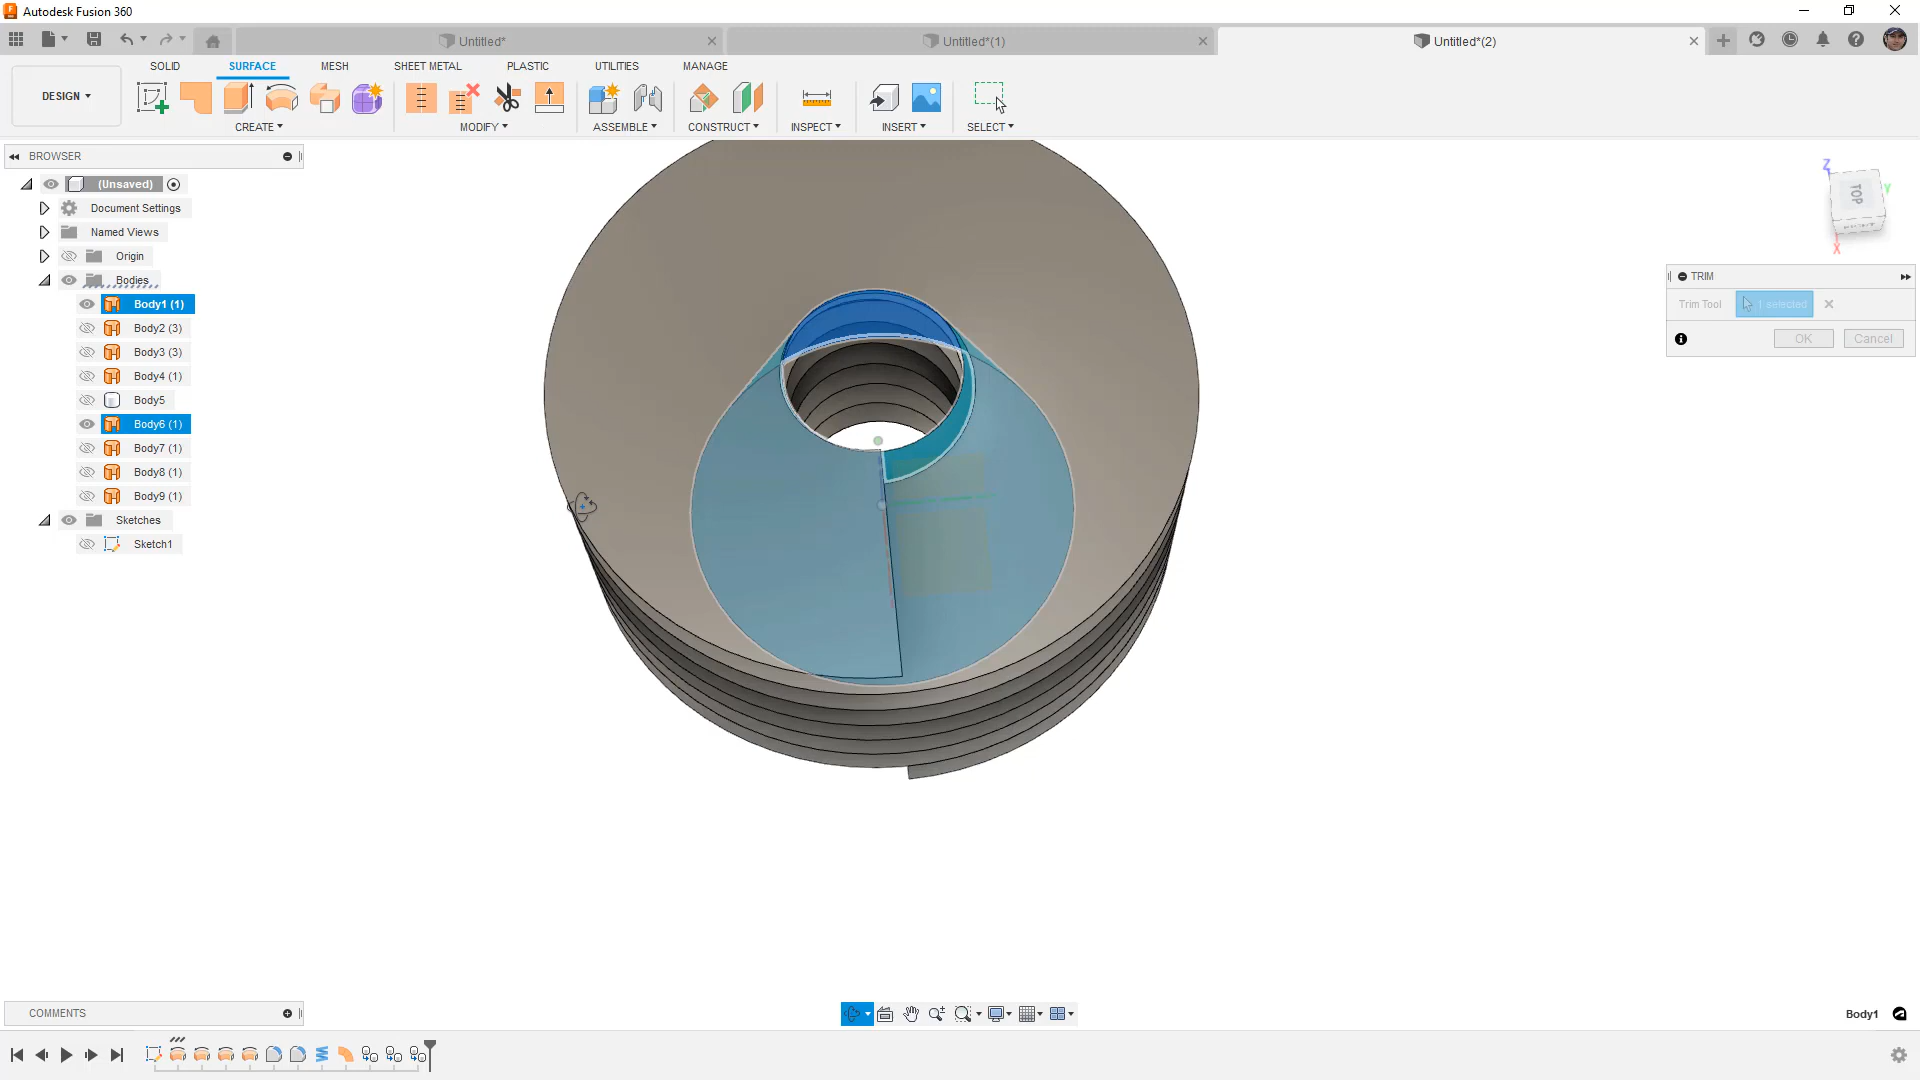 Autodesk Fusion 360
Untitled*
Untitled*(1)
Untitled*(2)
SOLID
SURFACE
MESH
SHEET METAL
PLASTIC
UTILITIES
MANAGE
DESIGN
CREATE
MODIFY
ASSEMBLE
CONSTRUCT
INSPECT
INSERT
SELECT
BROWSER
(Unsaved)
Document Settings
Named Views
Origin
Bodies
Body1 (1)
Body2 (3)
Body3 (3)
Body4 (1)
Body5
Body6 (1)
Body7 (1)
Body8 (1)
Body9 (1)
Sketches
Sketch1
Z
Y
X
TOP
TRIM
Trim Tool
1 selected
OK
Cancel
COMMENTS
Body1